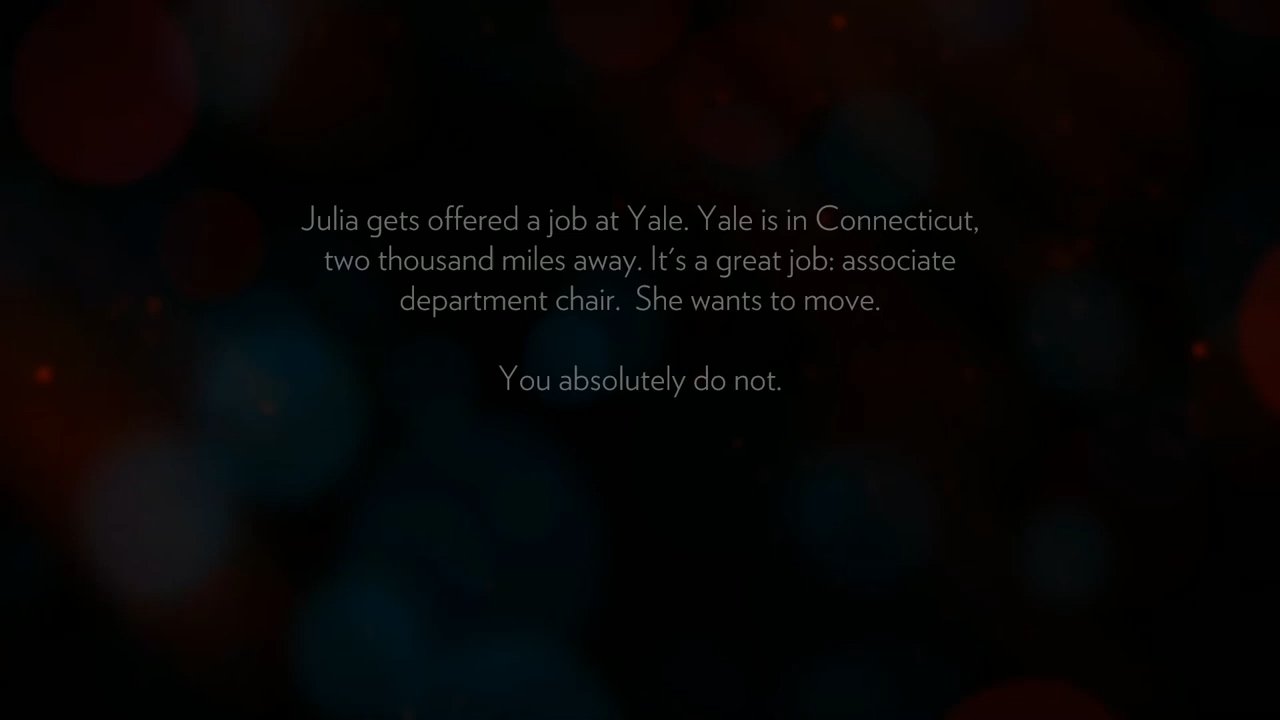 Julia gets offered a job at Yale. Yale is in Connecticut,
two thousand miles away. It's a great job: associate
department chair.  She wants to move.
You absolutely do not.